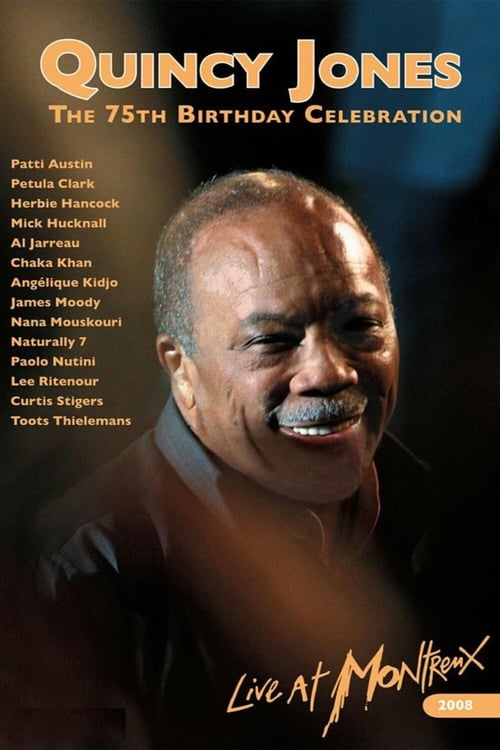 QUINCY JONES
THE 75TH BIRTHDAY CELEBRATION
Patti Austin
Petula Clark
Herbie Hancock
Mick Hucknall
Al Jarreau
Chaka Khan
Angélique Kidjo
James Moody
Nana Mouskouri
Naturally 7
Paolo Nutini
Lee Ritenour
Curtis Stigers
Toots Thielemans
Live At Montreux
2008